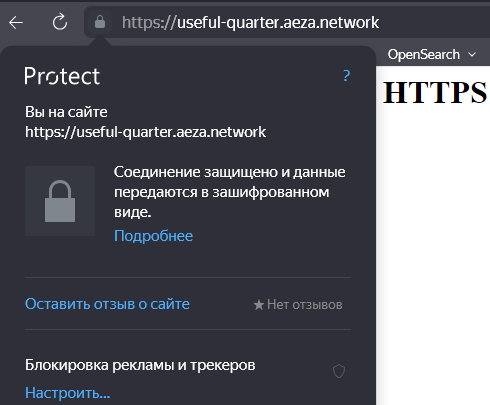 https://useful-quarter.aeza.network
OpenSearch
Protect
?
HTTPS
Вы на сайте
https://useful-quarter.aeza.network
Соединение защищено и данные
передаются в зашифрованном
виде.
Подробнее
Оставить отзыв о сайте
Нет отзывов
Блокировка рекламы и трекеров
Настроить...